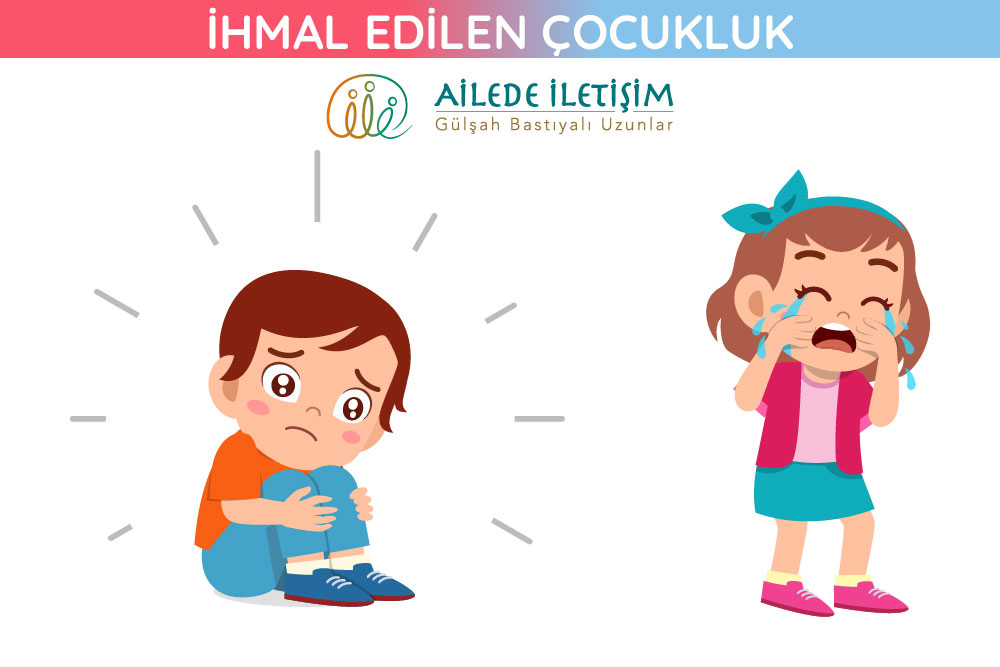 İHMAL EDİLEN ÇOCUKLUK
AİLEDE İLETİŞİM
Gülşah Bastıyalı Uzunlar